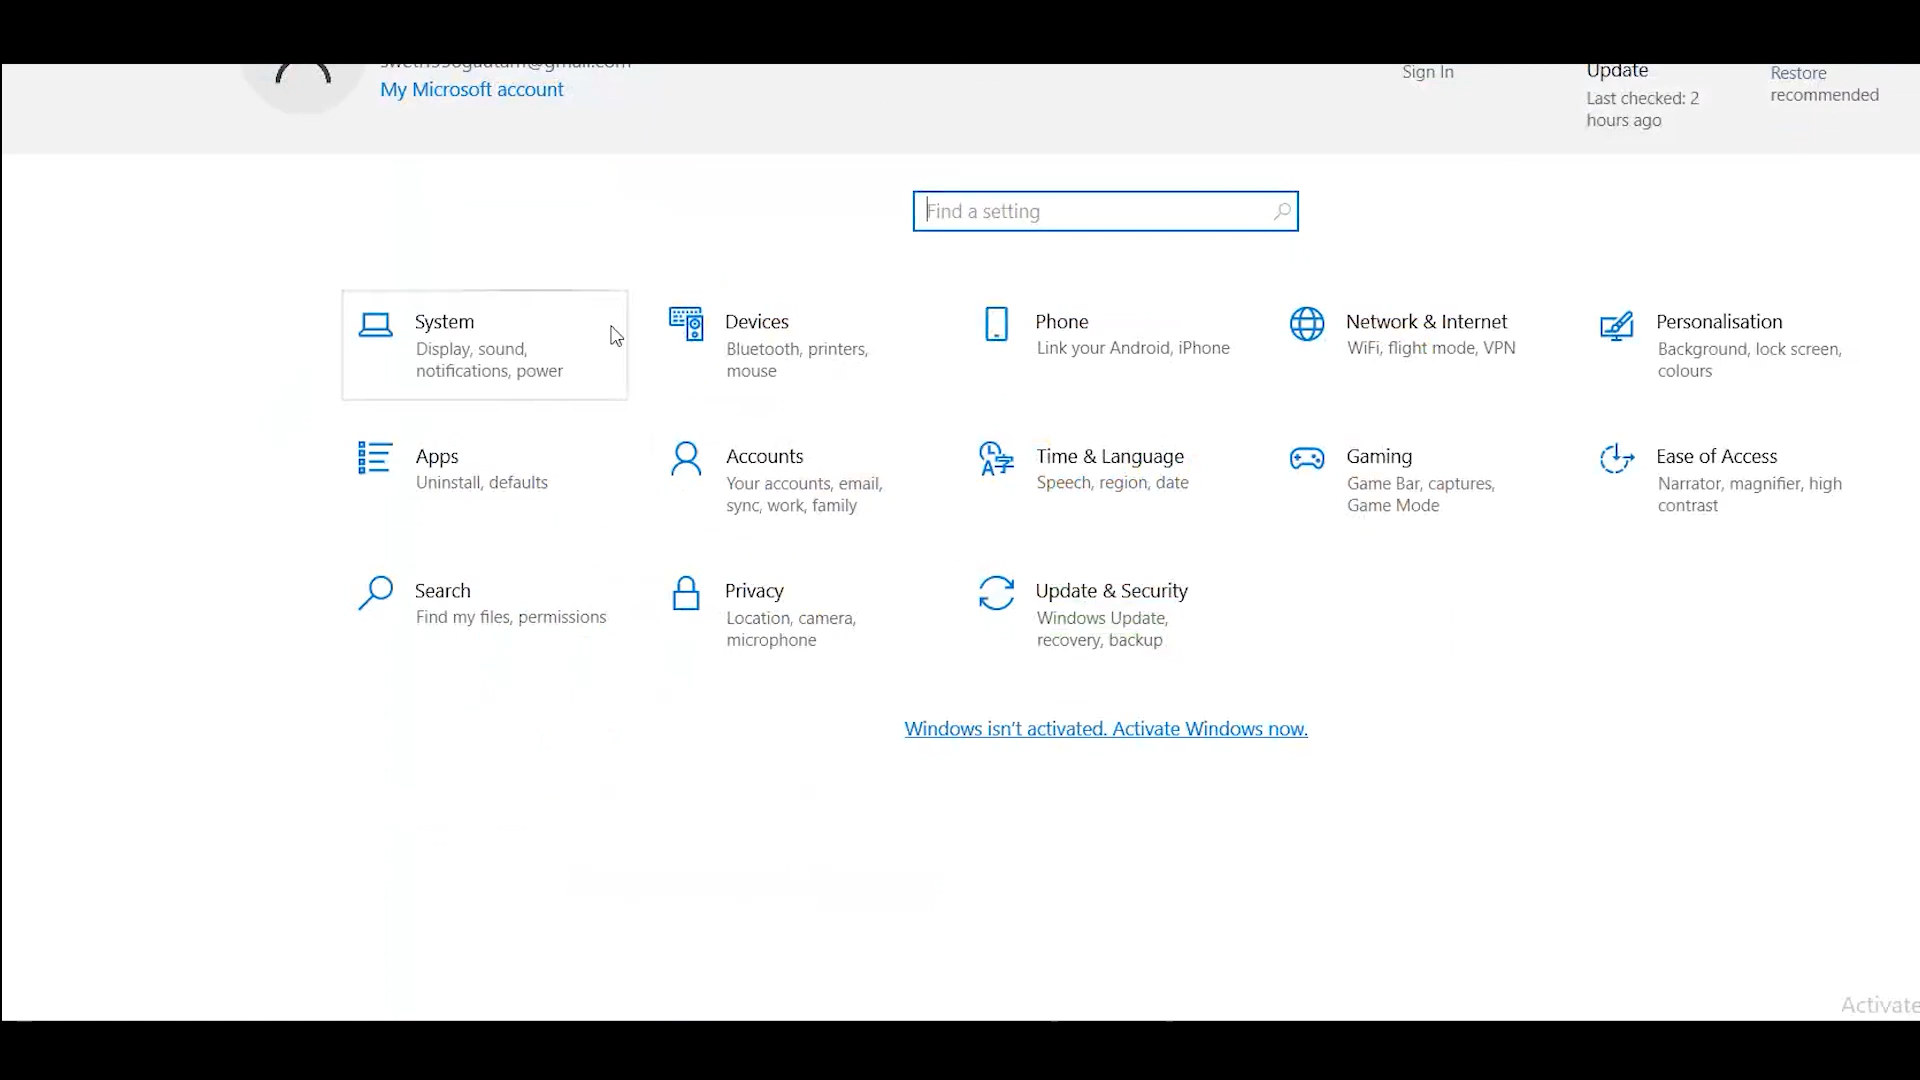 My Microsoft account
Sign In
Update
Last checked: 2
hours ago
Restore
recommended
Find a setting
System
Display, sound,
notifications, power
Devices
Bluetooth, printers,
mouse
Phone
Link your Android, iPhone
Network & Internet
WiFi, flight mode, VPN
Personalisation
Background, lock screen,
colours
Apps
Uninstall, defaults
Accounts
Your accounts, email,
sync, work, family
Time & Language
Speech, region, date
Gaming
Game Bar, captures,
Game Mode
Ease of Access
Narrator, magnifier, high
contrast
Search
Find my files, permissions
Privacy
Location, camera,
microphone
Update & Security
Windows Update,
recovery, backup
Windows isn't activated. Activate Windows now.
Activate